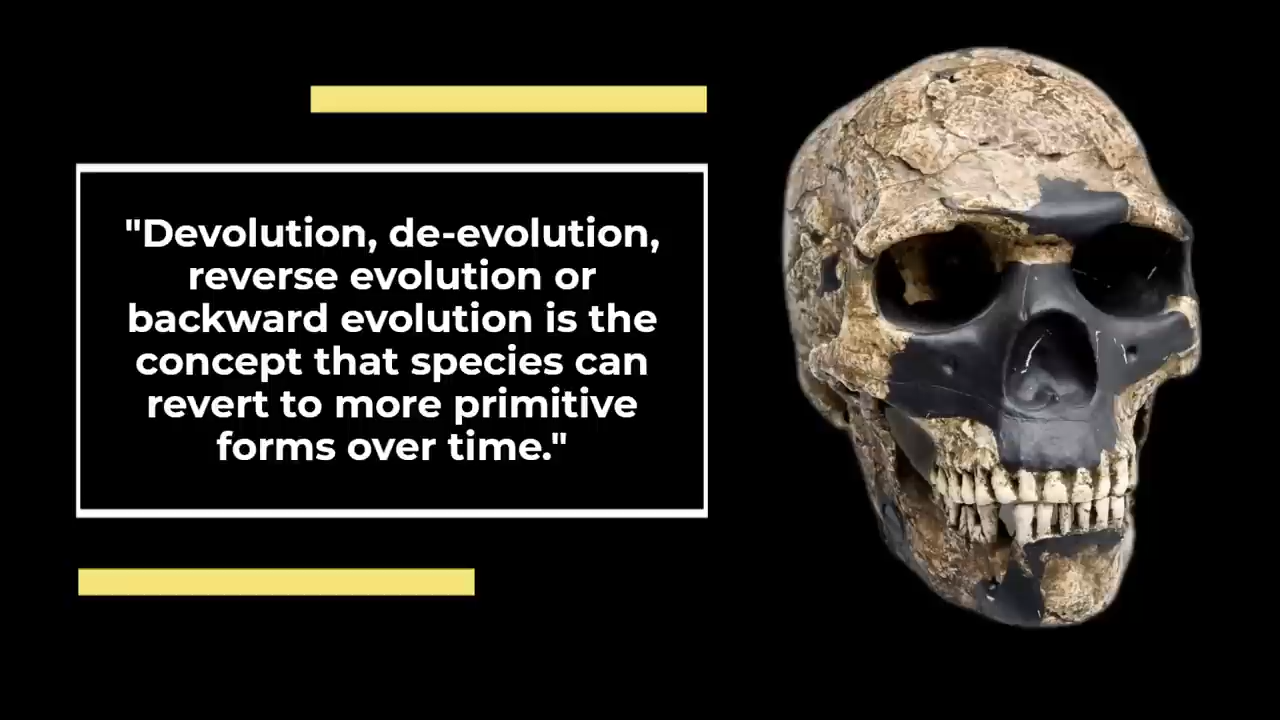 "Devolution, de-evolution,
reverse evolution or
backward evolution is the
concept that species can
revert to more primitive
forms over time."